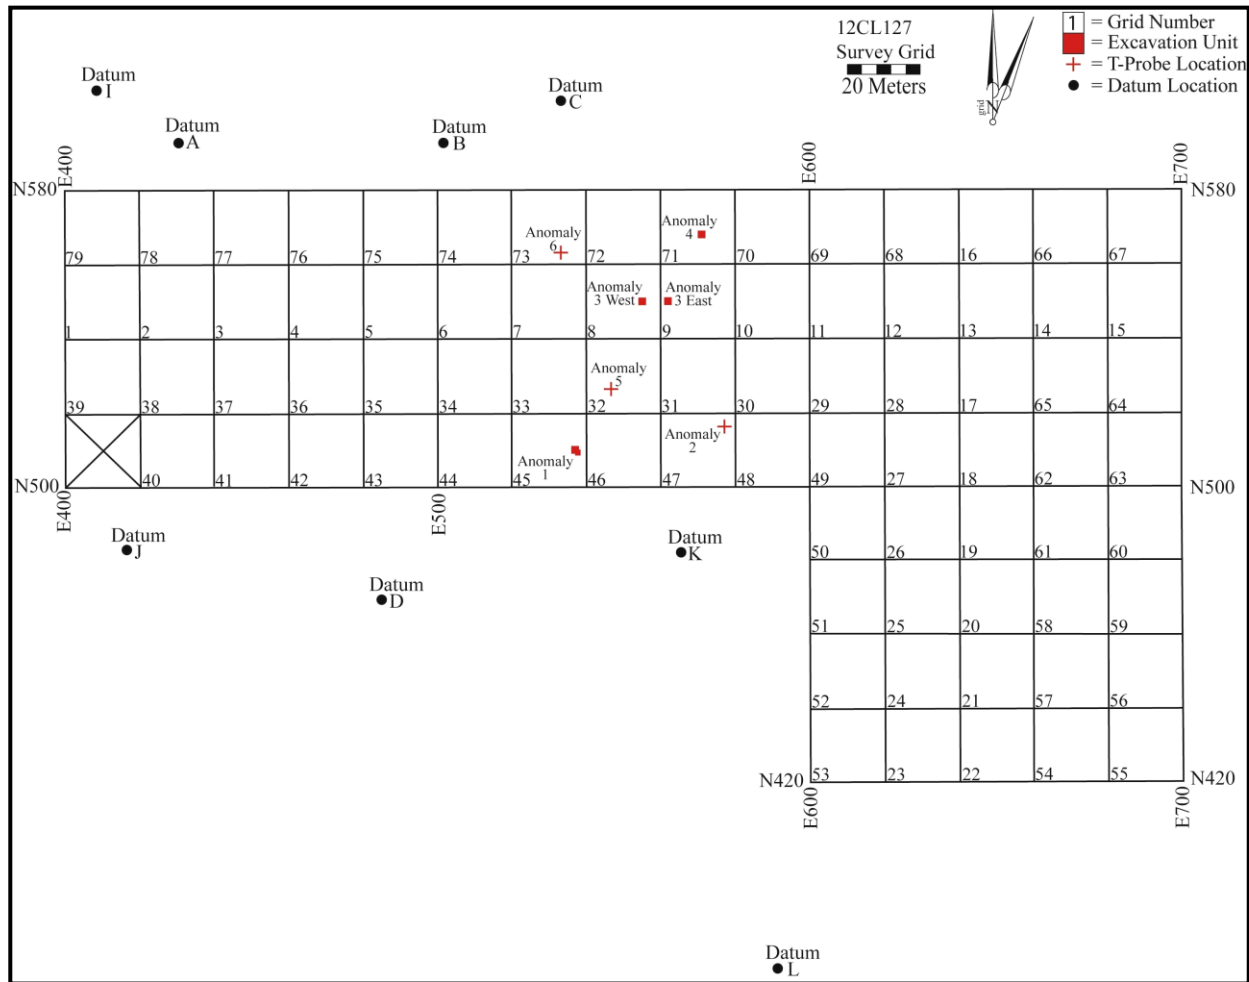 12CL127
Survey Grid
20 Meters
grid
N
1 = Grid Number
= Excavation Unit
= T-Probe Location
= Datum Location
Datum
I
Datum
A
Datum
B
Datum
C
E400
E600
E700
N580
N580
Anomaly
6
Anomaly
4
79 78 77 76 75 74 73 72 71 70 69 68 16 66 67
Anomaly
3 West
Anomaly
3 East
1 2 3 4 5 6 7 8 9 10 11 12 13 14 15
Anomaly
5
39 38 37 36 35 34 33 32 31 30 29 28 17 65 64
Anomaly
2
Anomaly
1
N500 40 41 42 43 44 45 46 47 48 49 27 18 62 63 N500
E400
E500
Datum
J
Datum
K
50 26 19 61 60
Datum
D
51 25 20 58 59
52 24 21 57 56
N420 53 23 22 54 55 N420
E600
E700
Datum
L